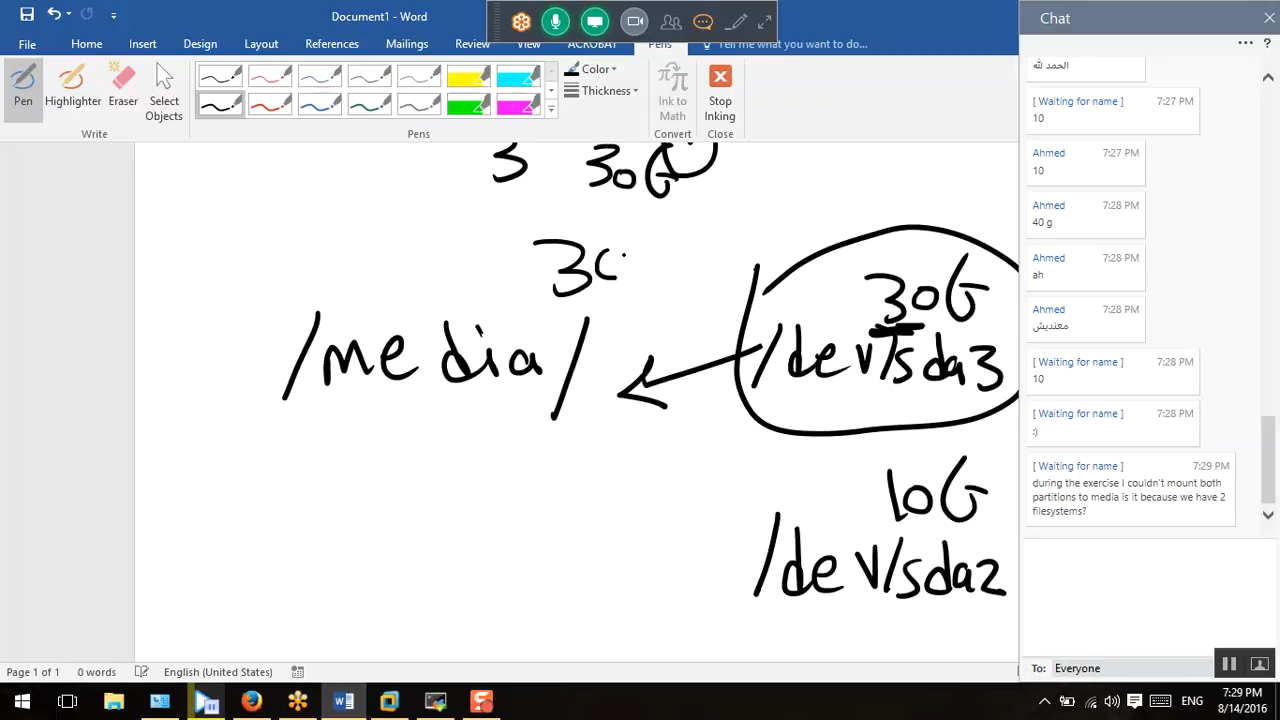 Document1 - Word
File Home Insert Design Layout References Mailings Review View ACROBAT Pens Tell me what you want to do...
Pen Highlighter Eraser Select Objects
Color
Thickness
Ink to Math
Stop Inking
Write Pens Convert Close
3 30G
30G
/media/ /dev/sda3
10G
/dev/sda2
Chat
?
الحمد لله
[ Waiting for name ] 7:27 PM
10
Ahmed 7:27 PM
10
Ahmed 7:28 PM
40 g
Ahmed 7:28 PM
ah
Ahmed 7:28 PM
معنديش
[ Waiting for name ] 7:28 PM
10
[ Waiting for name ] 7:28 PM
:)
[ Waiting for name ] 7:29 PM
during the exercise I couldn't mount both
partitions to media is it because we have 2
filesystems?
To: Everyone
Page 1 of 1 0 words English (United States)
ENG
7:29 PM
8/14/2016